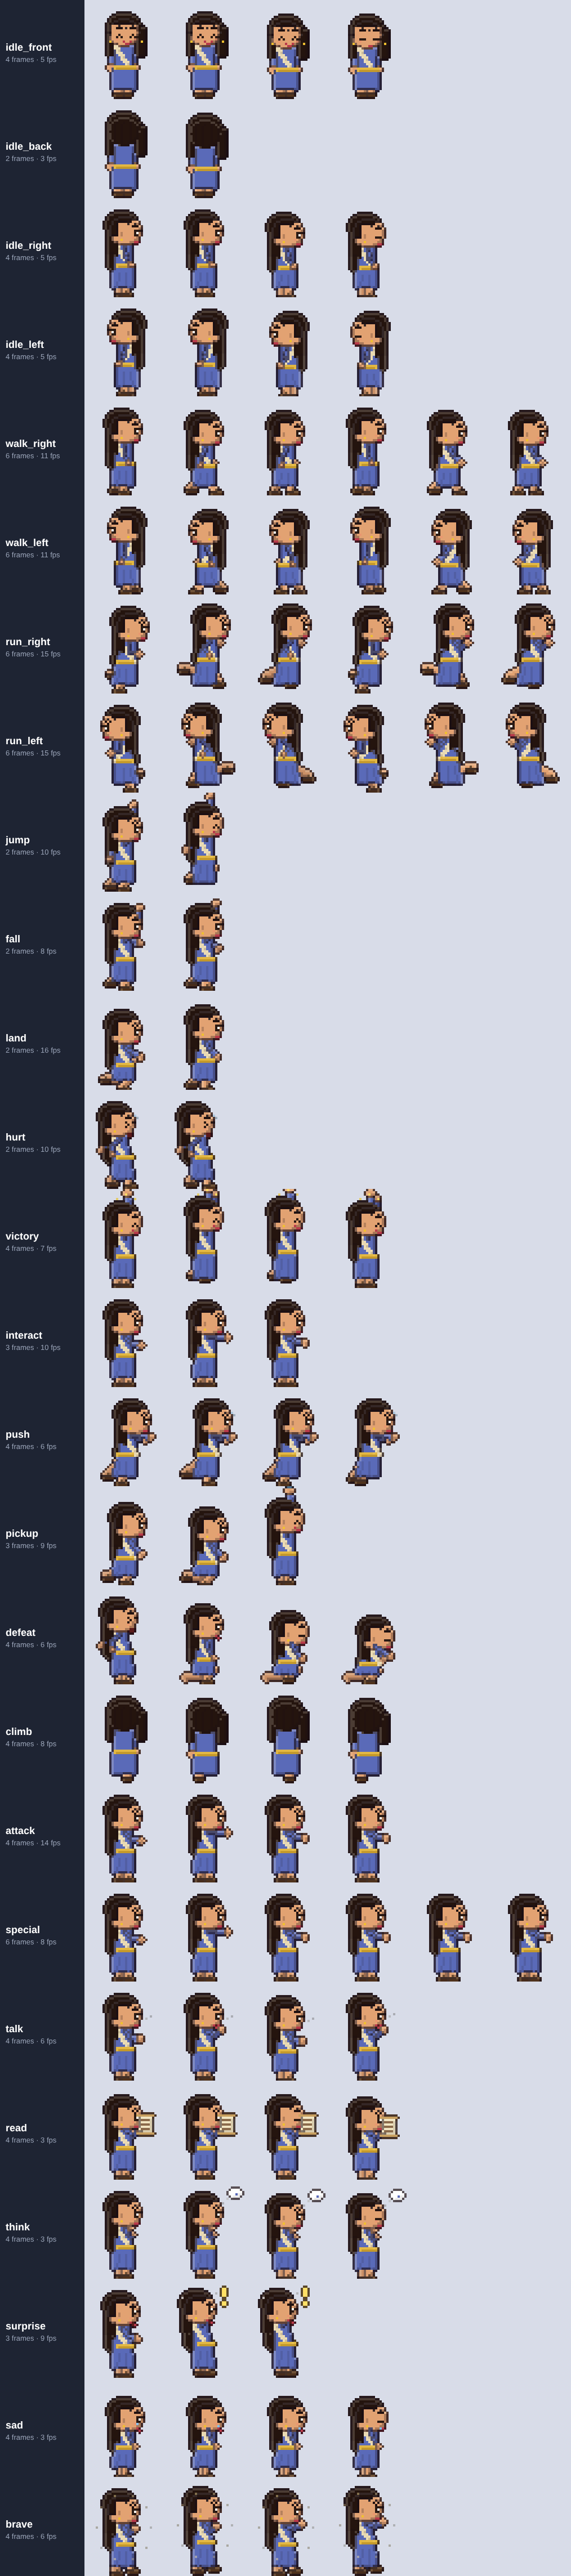 idle_front
4 frames · 5 fps
idle_back
2 frames · 3 fps
idle_right
4 frames · 5 fps
idle_left
4 frames · 5 fps
walk_right
6 frames · 11 fps
walk_left
6 frames · 11 fps
run_right
6 frames · 15 fps
run_left
6 frames · 15 fps
jump
2 frames · 10 fps
fall
2 frames · 8 fps
land
2 frames · 16 fps
hurt
2 frames · 10 fps
victory
4 frames · 7 fps
interact
3 frames · 10 fps
push
4 frames · 6 fps
pickup
3 frames · 9 fps
defeat
4 frames · 6 fps
climb
4 frames · 8 fps
attack
4 frames · 14 fps
special
6 frames · 8 fps
talk
4 frames · 6 fps
read
4 frames · 3 fps
think
4 frames · 3 fps
surprise
3 frames · 9 fps
sad
4 frames · 3 fps
brave
4 frames · 6 fps